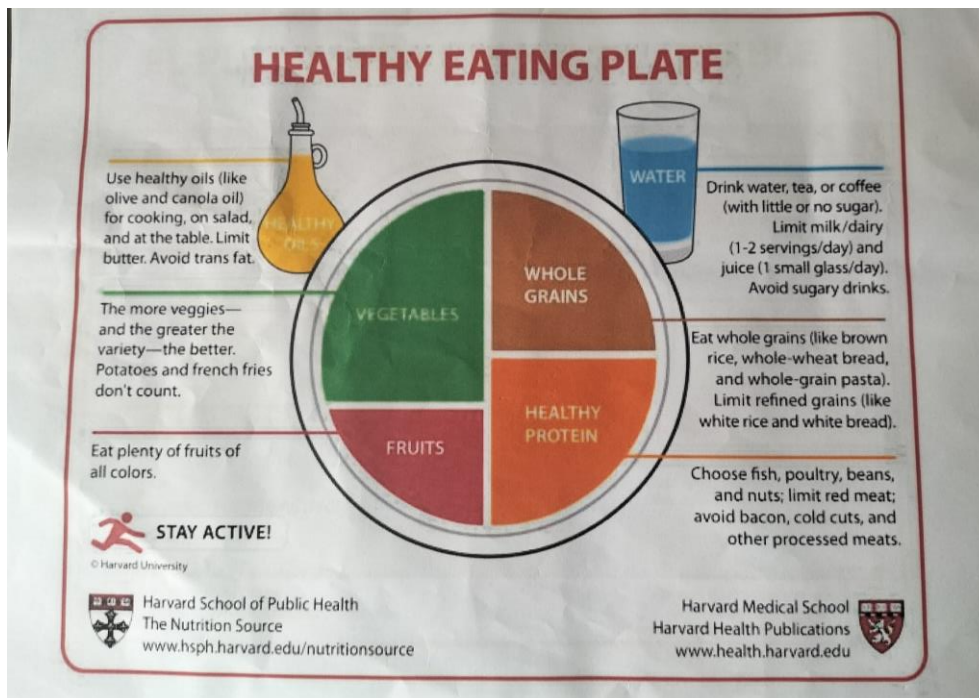 HEALTHY EATING PLATE
Use healthy oils (like
olive and canola oil)
for cooking, on salad,
and at the table. Limit
butter. Avoid trans fat.
HEALTHY
OILS
The more veggies—
and the greater the
variety—the better.
Potatoes and french fries
don't count.
Eat plenty of fruits of
all colors.
VEGETABLES
FRUITS
WHOLE
GRAINS
HEALTHY
PROTEIN
WATER
Drink water, tea, or coffee
(with little or no sugar).
Limit milk/dairy
(1-2 servings/day) and
juice (1 small glass/day).
Avoid sugary drinks.
Eat whole grains (like brown
rice, whole-wheat bread,
and whole-grain pasta).
Limit refined grains (like
white rice and white bread).
Choose fish, poultry, beans,
and nuts; limit red meat;
avoid bacon, cold cuts, and
other processed meats.
STAY ACTIVE!
© Harvard University
Harvard School of Public Health
The Nutrition Source
www.hsph.harvard.edu/nutritionsource
Harvard Medical School
Harvard Health Publications
www.health.harvard.edu